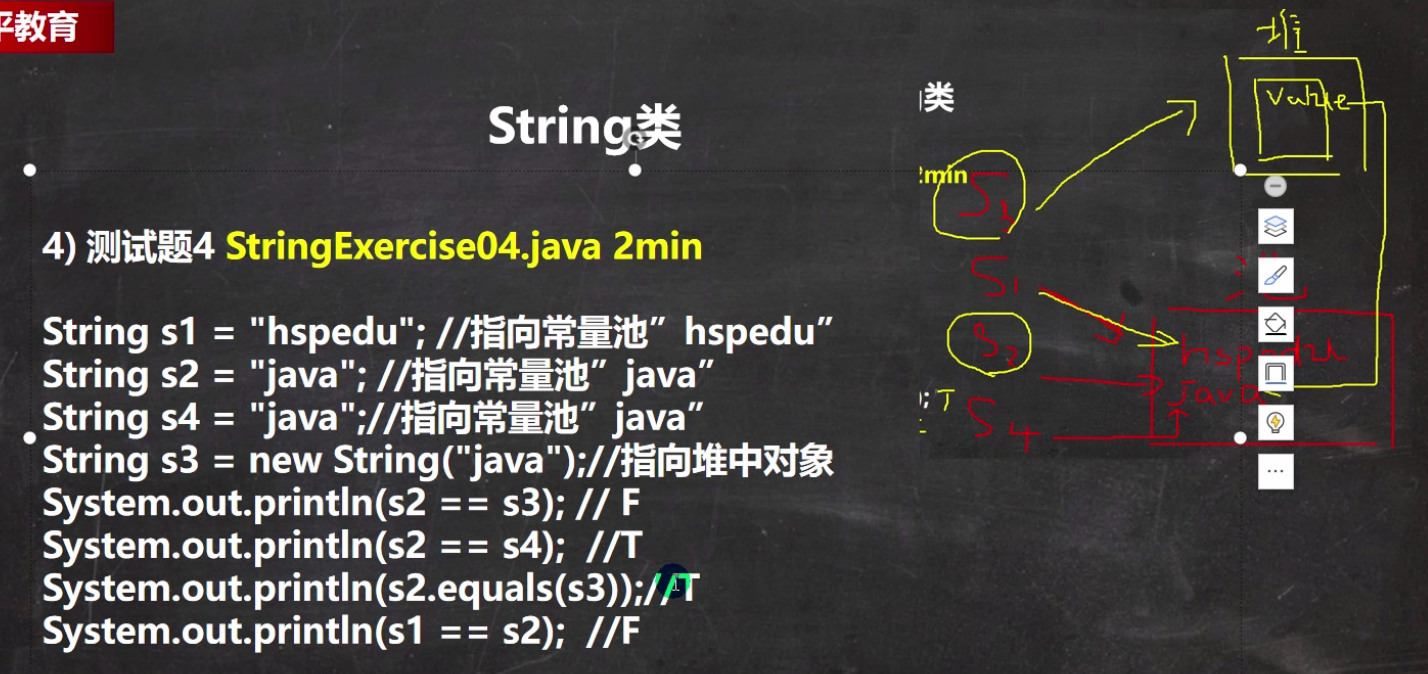 平教育
String类
4) 测试题4 StringExercise04.java 2min
String s1 = "hspedu"; //指向常量池”hspedu”
String s2 = "java"; //指向常量池”java”
String s4 = "java";//指向常量池”java”
String s3 = new String("java");//指向堆中对象
System.out.println(s2 == s3); // F
System.out.println(s2 == s4);  //T
System.out.println(s2.equals(s3));//T
System.out.println(s1 == s2);  //F
堆
value
类
2min
S1
hspedu
S2
java
; T
S4